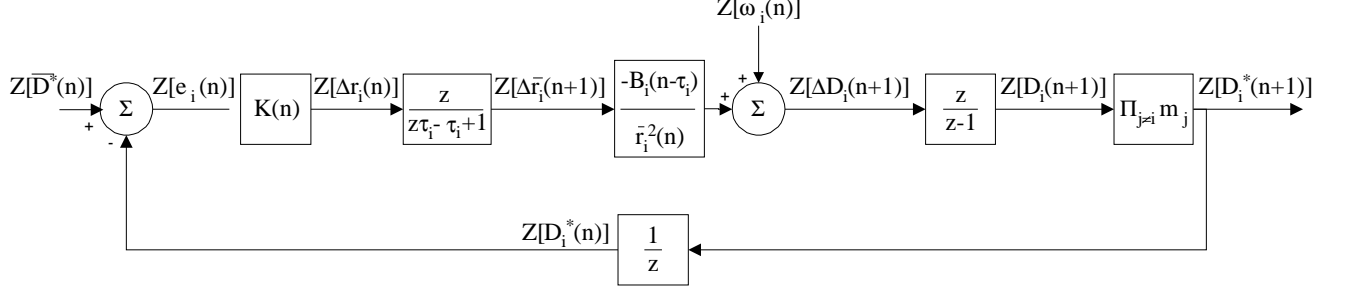 Z[ω_i(n)]
Z[D̅^*(n)]
+
-
Σ
Z[e_i(n)]
K(n)
Z[Δr_i(n)]
z
zτ_i- τ_i+1
Z[Δr̄_i(n+1)]
-B_i(n-τ_i)
r̄_i^2(n)
+
+
Σ
Z[ΔD_i(n+1)]
z
z-1
Z[D_i(n+1)]
Π_{j≠i} m_j
Z[D_i^*(n+1)]
Z[D_i^*(n)]
1
z